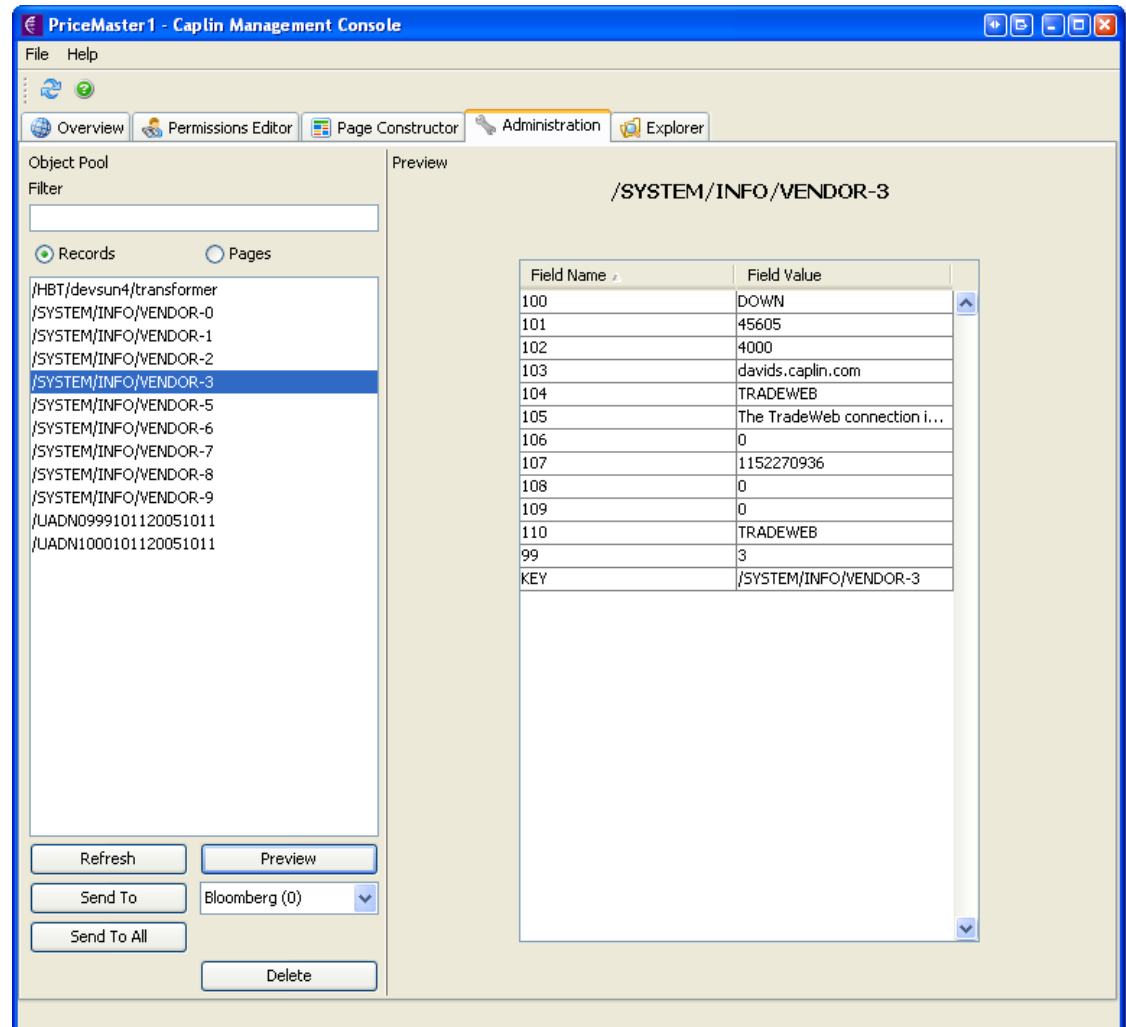 PriceMaster1 - Caplin Management Console
File Help
Overview Permissions Editor Page Constructor Administration Explorer
Object Pool
Filter
Records Pages
/HBT/devsun4/transformer
/SYSTEM/INFO/VENDOR-0
/SYSTEM/INFO/VENDOR-1
/SYSTEM/INFO/VENDOR-2
/SYSTEM/INFO/VENDOR-3
/SYSTEM/INFO/VENDOR-5
/SYSTEM/INFO/VENDOR-6
/SYSTEM/INFO/VENDOR-7
/SYSTEM/INFO/VENDOR-8
/SYSTEM/INFO/VENDOR-9
/UADN0999101120051011
/UADN1000101120051011
Refresh Preview
Send To Bloomberg (0)
Send To All
Delete
Preview
/SYSTEM/INFO/VENDOR-3
Field Name Field Value
100 DOWN
101 45605
102 4000
103 davids.caplin.com
104 TRADEWEB
105 The TradeWeb connection i...
106 0
107 1152270936
108 0
109 0
110 TRADEWEB
99 3
KEY /SYSTEM/INFO/VENDOR-3